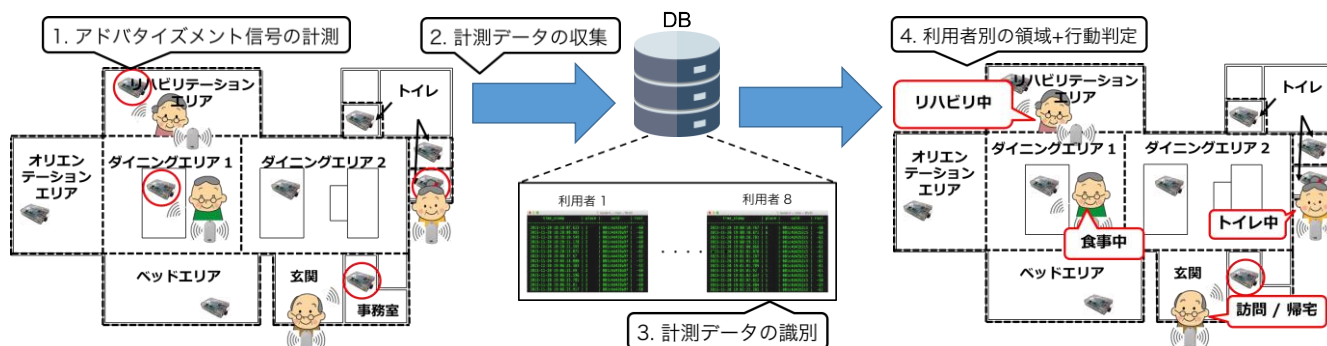 1. アドバタイズメント信号の計測
リハビリテーション
エリア
トイレ
オリエン
テーション
エリア
ダイニングエリア 1
ダイニングエリア 2
ベッドエリア
玄関
事務室
2. 計測データの収集
DB
利用者 1
利用者 8
3. 計測データの識別
4. 利用者別の領域+行動判定
リハビリテーション
エリア
リハビリ中
トイレ
オリエン
テーション
エリア
ダイニングエリア 1
ダイニングエリア 2
食事中
トイレ中
ベッドエリア
玄関
訪問 / 帰宅